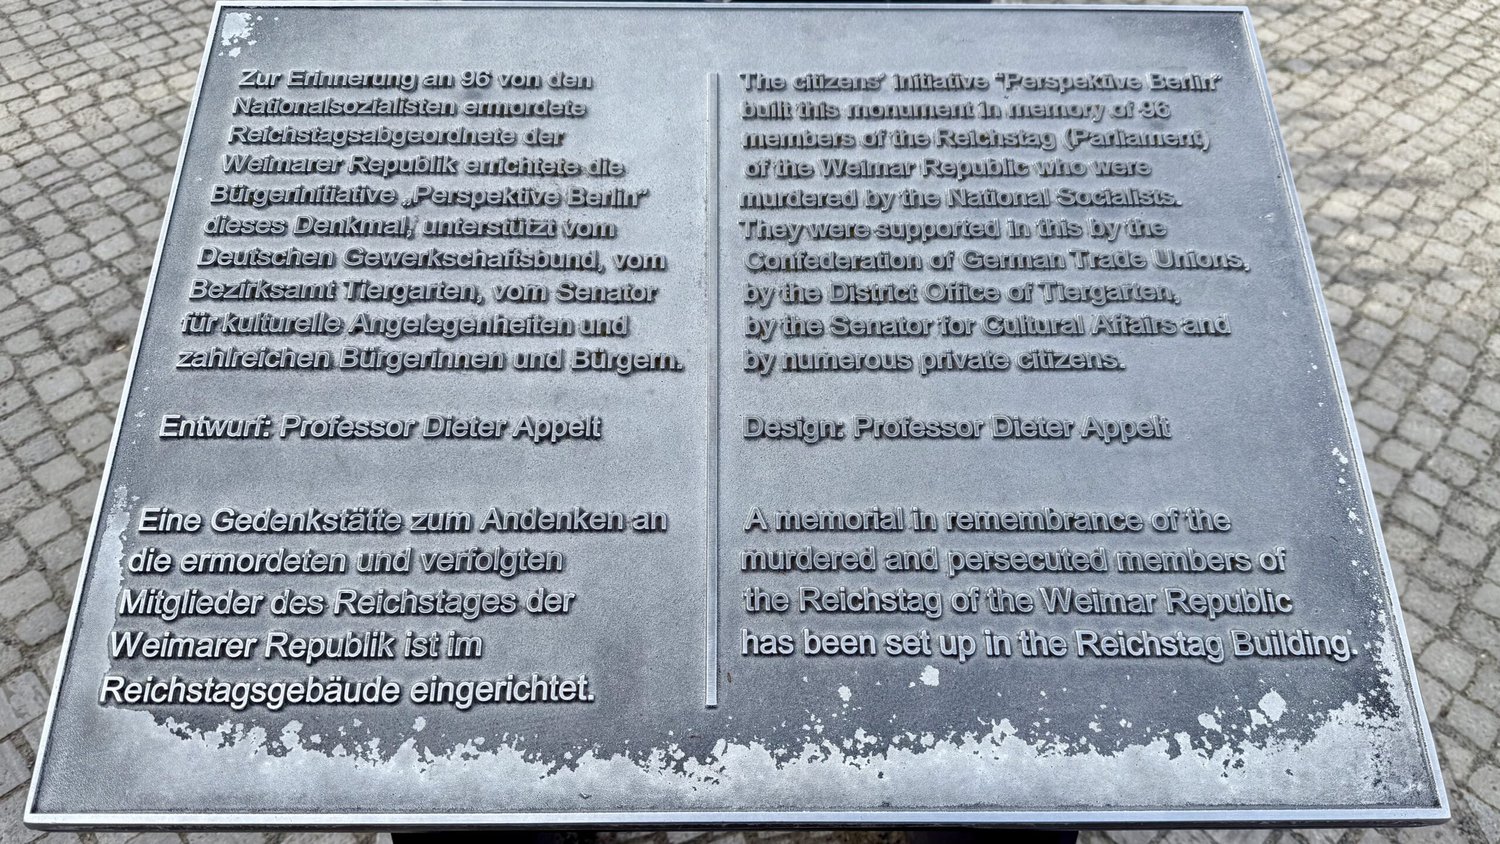 Zur Erinnerung an 96 von den
Nationalsozialisten ermordete
Reichstagsabgeordnete der
Weimarer Republik errichtete die
Bürgerinitiative „Perspektive Berlin“
dieses Denkmal, unterstützt vom
Deutschen Gewerkschaftsbund, vom
Bezirksamt Tiergarten, vom Senator
für kulturelle Angelegenheiten und
zahlreichen Bürgerinnen und Bürgern.
Entwurf: Professor Dieter Appelt
Eine Gedenkstätte zum Andenken an
die ermordeten und verfolgten
Mitglieder des Reichstages der
Weimarer Republik ist im
Reichstagsgebäude eingerichtet.
The citizens' initiative "Perspektive Berlin"
built this monument in memory of 96
members of the Reichstag (Parliament)
of the Weimar Republic who were
murdered by the National Socialists.
They were supported in this by the
Confederation of German Trade Unions,
by the District Office of Tiergarten,
by the Senator for Cultural Affairs and
by numerous private citizens.
Design: Professor Dieter Appelt
A memorial in remembrance of the
murdered and persecuted members of
the Reichstag of the Weimar Republic
has been set up in the Reichstag Building.